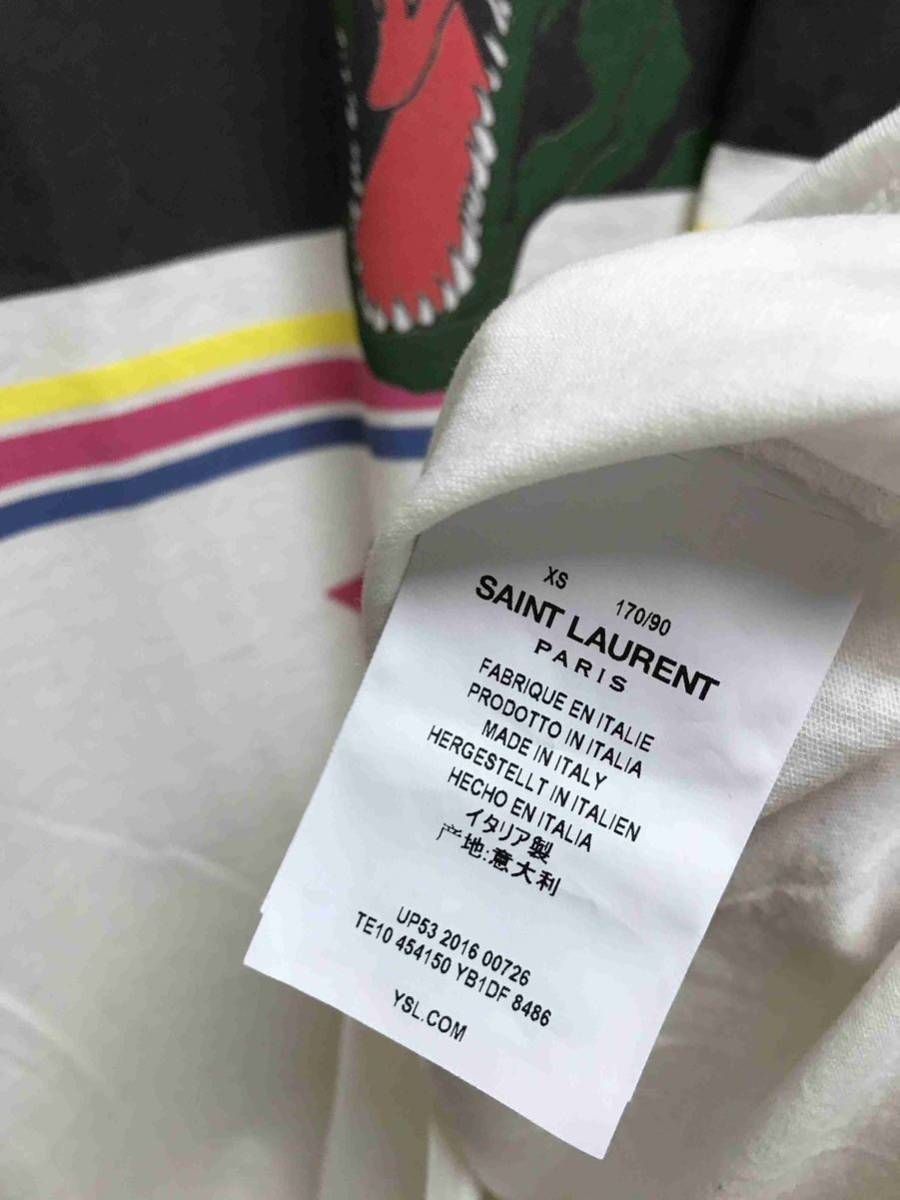 XS 170/90
SAINT LAURENT
PARIS
FABRIQUE EN ITALIE
PRODOTTO IN ITALIA
MADE IN ITALY
HERGESTELLT IN ITALIEN
HECHO EN ITALIA
イタリア製
产地:意大利
UP53 2016 00726
TE10 454150 YB1DF 8486
YSL.COM